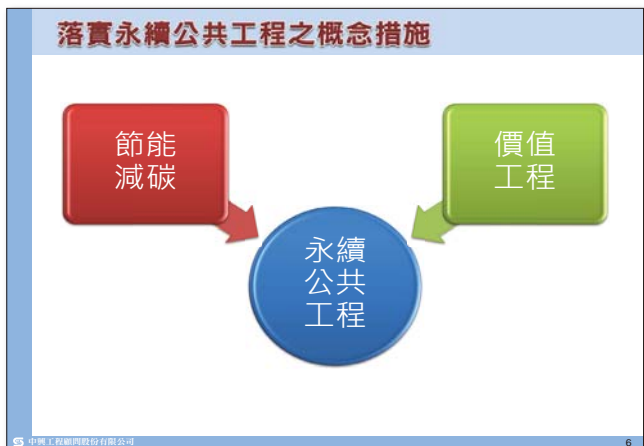 落實永續公共工程之概念措施
節能
減碳
價值
工程
永續
公共
工程
中興工程顧問股份有限公司
6